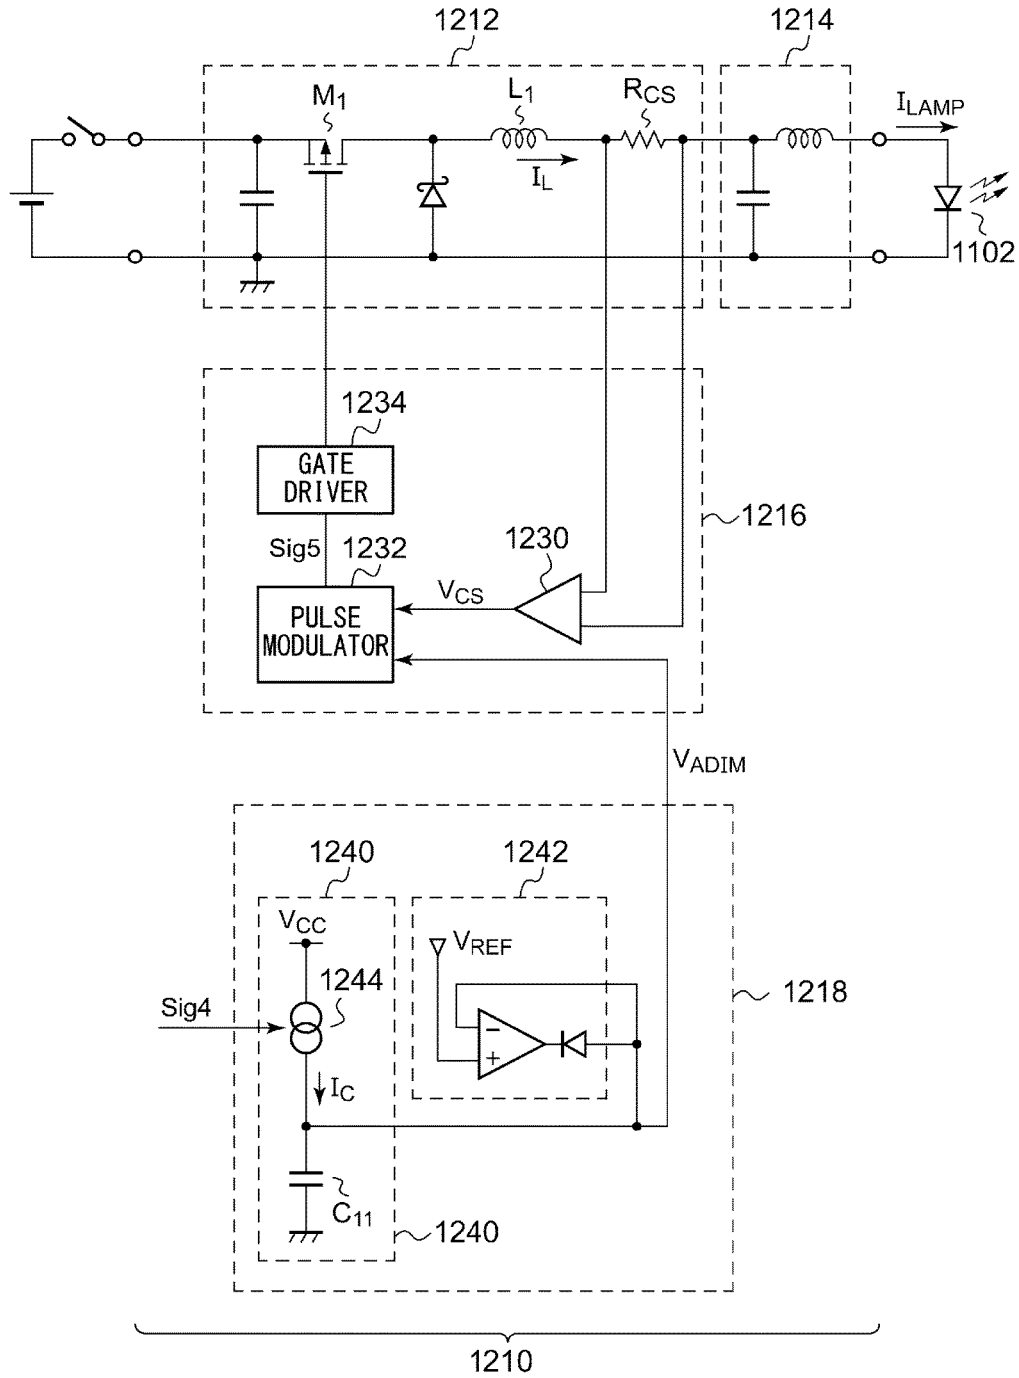 1212
1214
M1
L1
RCS
ILAMP
IL
1102
1234
GATE
DRIVER
1216
Sig5
1232
1230
VCS
PULSE
MODULATOR
VADIM
1240
1242
VCC
VREF
1244
1218
Sig4
−
+
IC
C11
1240
1210